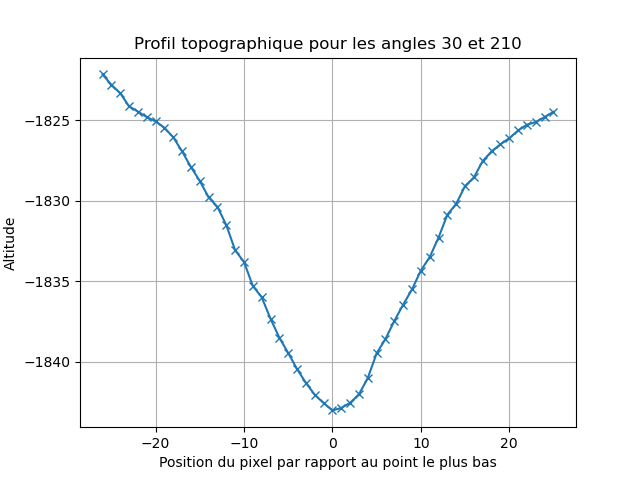 Profil topographique pour les angles 30 et 210
−1825
−1830
−1835
−1840
Altitude
−20 −10 0 10 20
Position du pixel par rapport au point le plus bas